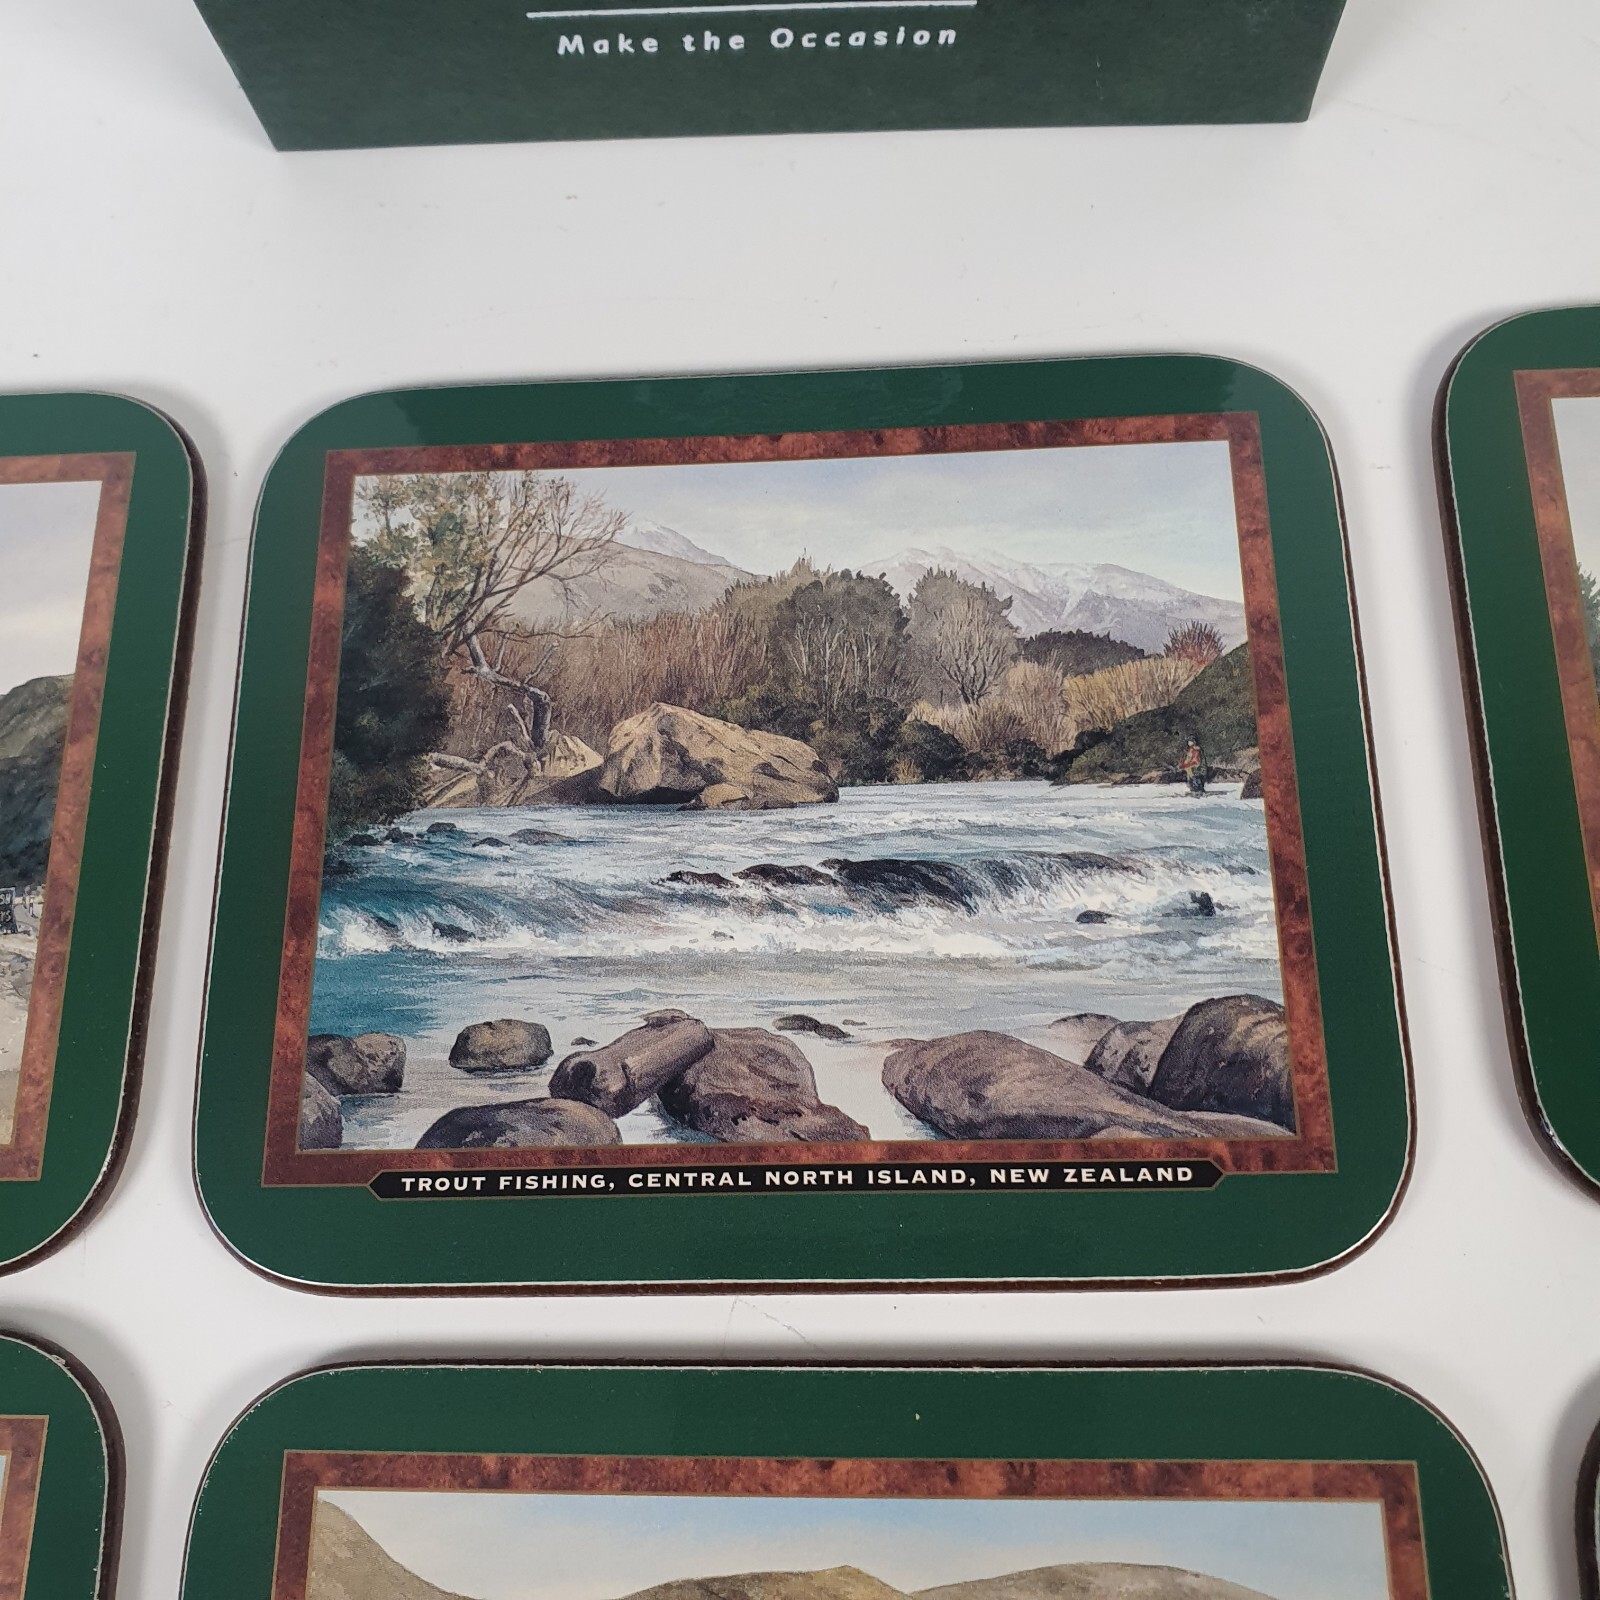 Make the Occasion
TROUT FISHING, CENTRAL NORTH ISLAND, NEW ZEALAND